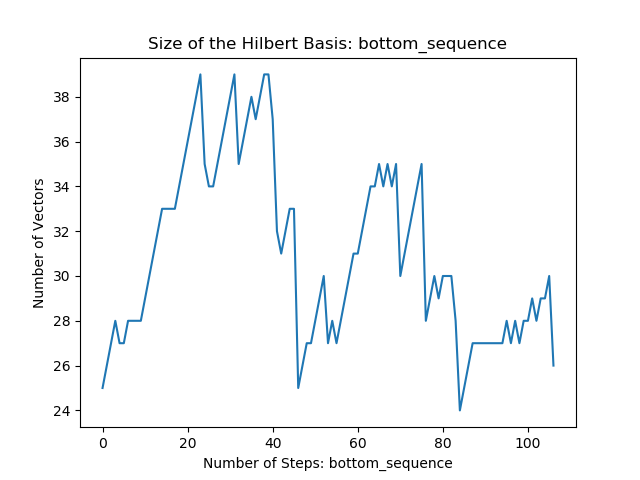 Size of the Hilbert Basis: bottom_sequence
Number of Vectors
38
36
34
32
30
28
26
24
0 20 40 60 80 100
Number of Steps: bottom_sequence